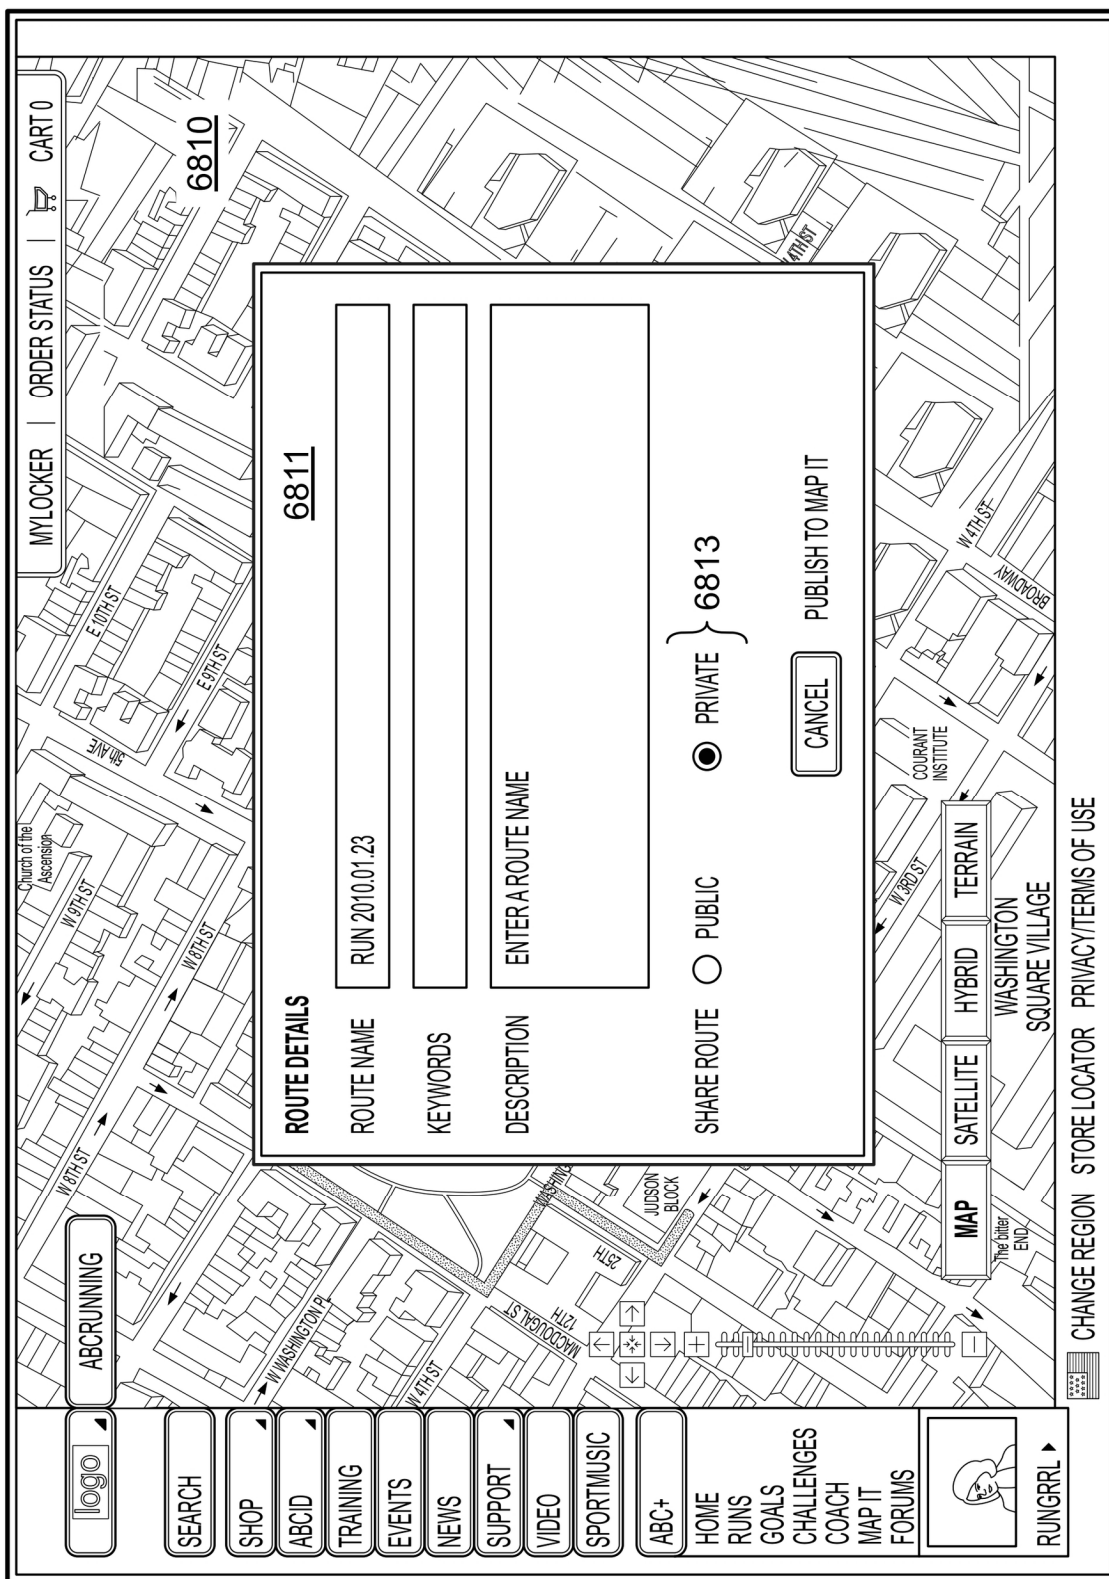 logo
ABCRUNNING
MYLOCKER | ORDER STATUS | CART 0
6810
SEARCH
SHOP
ABCID
TRAINING
EVENTS
NEWS
SUPPORT
VIDEO
SPORTMUSIC
ABC+
HOME
RUNS
GOALS
CHALLENGES
COACH
MAP IT
FORUMS
RUNGRRL
Church of the
Ascension
W 9TH ST
W 8TH ST
W 8TH ST
5th AVE
E 10TH ST
E 9TH ST
W WASHINGTON PL
W 4TH ST
MACDOUGAL ST
12TH
25TH
WASHING
JUDSON
BLOCK
ROUTE DETAILS
6811
ROUTE NAME
RUN 2010.01.23
KEYWORDS
DESCRIPTION
ENTER A ROUTE NAME
SHARE ROUTE
PUBLIC
PRIVATE
6813
CANCEL
PUBLISH TO MAP IT
4TH ST
W 4TH ST
BROADWAY
COURANT
INSTITUTE
W 3RD ST
MAP
SATELLITE
HYBRID
TERRAIN
The bitter
END
WASHINGTON
SQUARE VILLAGE
CHANGE REGION STORE LOCATOR PRIVACY/TERMS OF USE